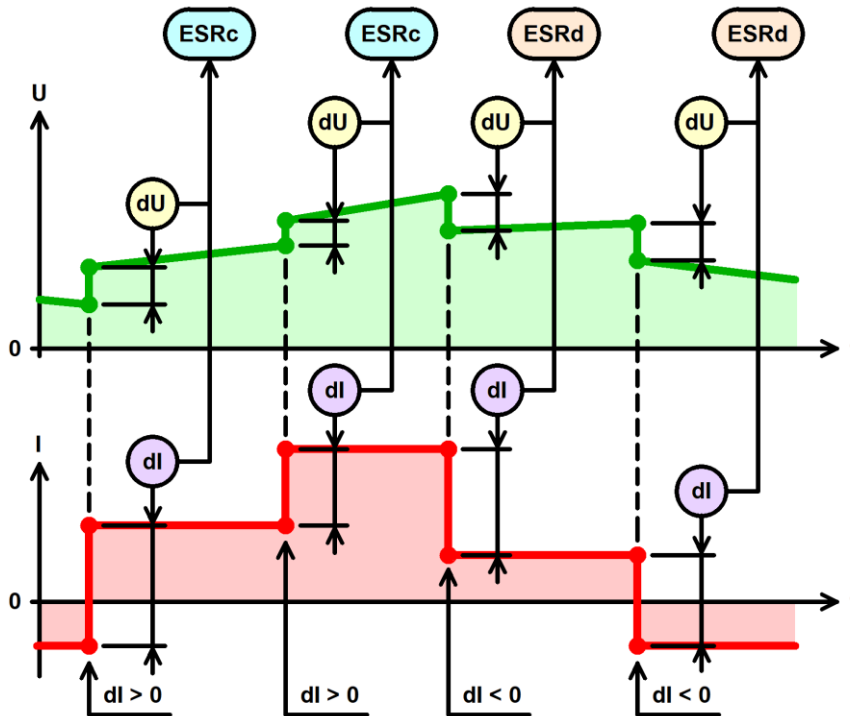 ESRc ESRc ESRd ESRd
U
dU dU dU
dU
0
dI dI
I
dI
dI
0
dI > 0 dI > 0 dI < 0 dI < 0